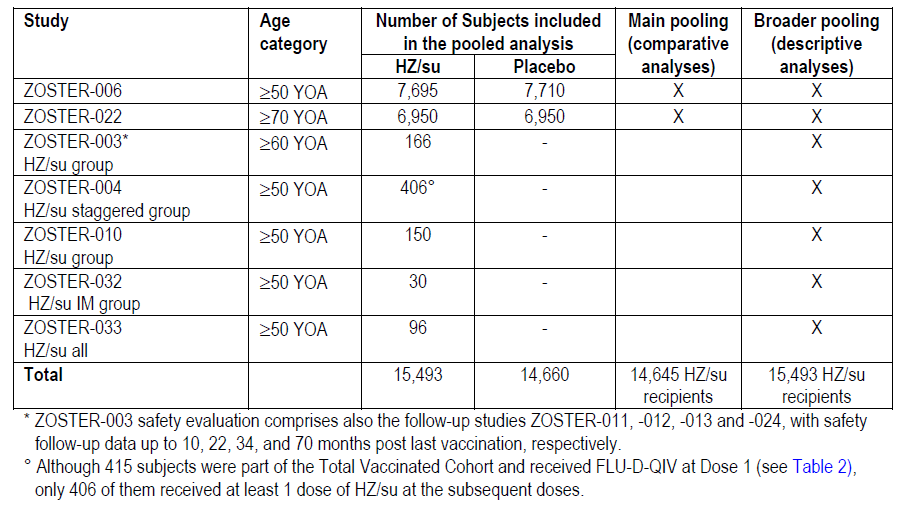 Study
Age category
Number of Subjects included in the pooled analysis
Main pooling (comparative analyses)
Broader pooling (descriptive analyses)
HZ/su Placebo
ZOSTER-006 ≥50 YOA 7,695 7,710 X X
ZOSTER-022 ≥70 YOA 6,950 6,950 X X
ZOSTER-003* ≥60 YOA 166 - X
HZ/su group
ZOSTER-004 ≥50 YOA 406° - X
HZ/su staggered group
ZOSTER-010 ≥50 YOA 150 - X
HZ/su group
ZOSTER-032 ≥50 YOA 30 - X
HZ/su IM group
ZOSTER-033 ≥50 YOA 96 - X
HZ/su all
Total 15,493 14,660 14,645 HZ/su recipients 15,493 HZ/su recipients
* ZOSTER-003 safety evaluation comprises also the follow-up studies ZOSTER-011, -012, -013 and -024, with safety
follow-up data up to 10, 22, 34, and 70 months post last vaccination, respectively.
° Although 415 subjects were part of the Total Vaccinated Cohort and received FLU-D-QIV at Dose 1 (see Table 2),
only 406 of them received at least 1 dose of HZ/su at the subsequent doses.